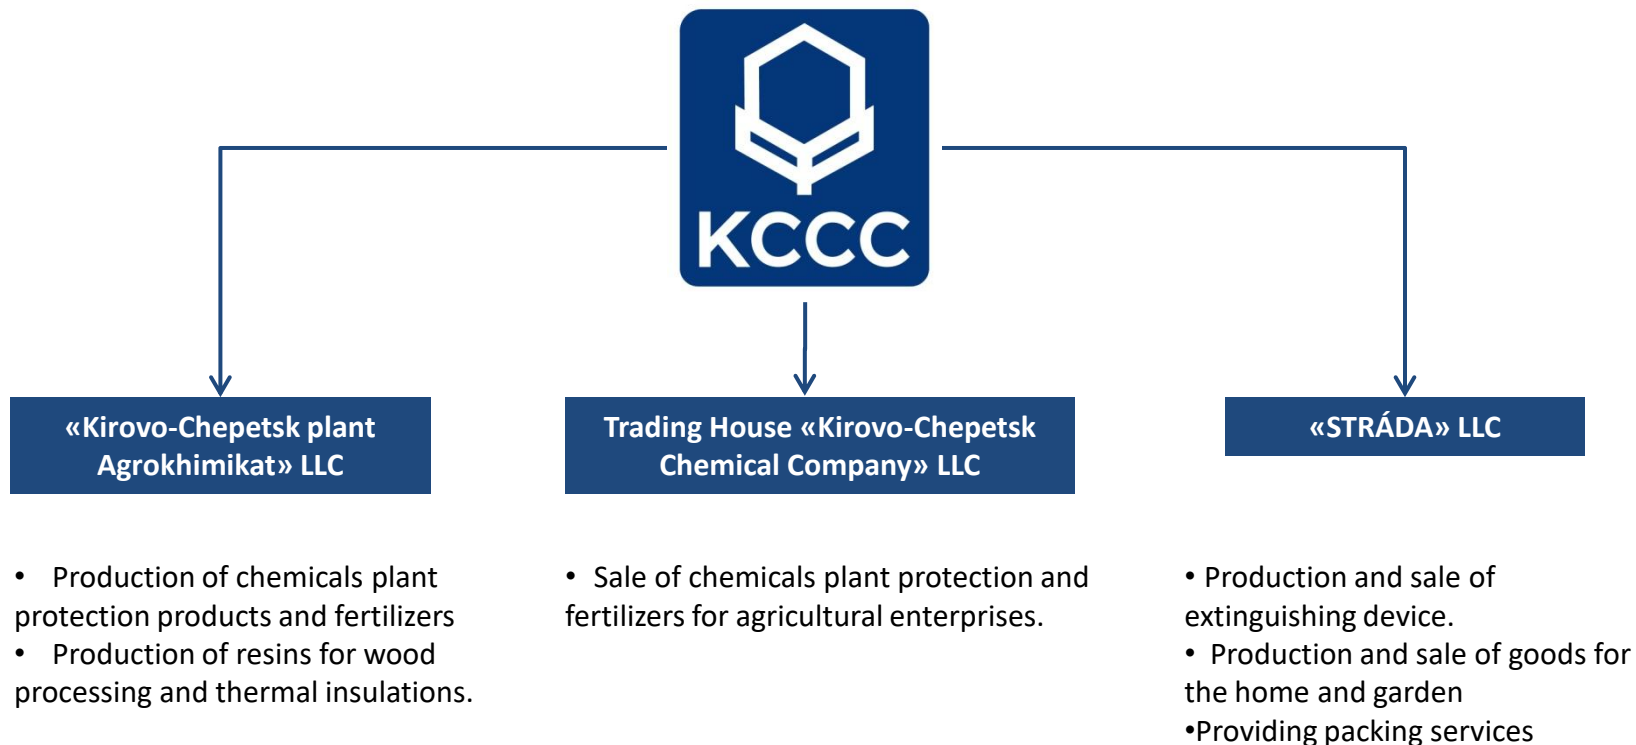 KCCC
«Kirovo-Chepetsk plant
Agrokhimikat» LLC
Trading House «Kirovo-Chepetsk
Chemical Company» LLC
«STRÁDA» LLC
• Production of chemicals plant
protection products and fertilizers
• Production of resins for wood
processing and thermal insulations.
• Sale of chemicals plant protection and
fertilizers for agricultural enterprises.
• Production and sale of
extinguishing device.
• Production and sale of goods for
the home and garden
•Providing packing services